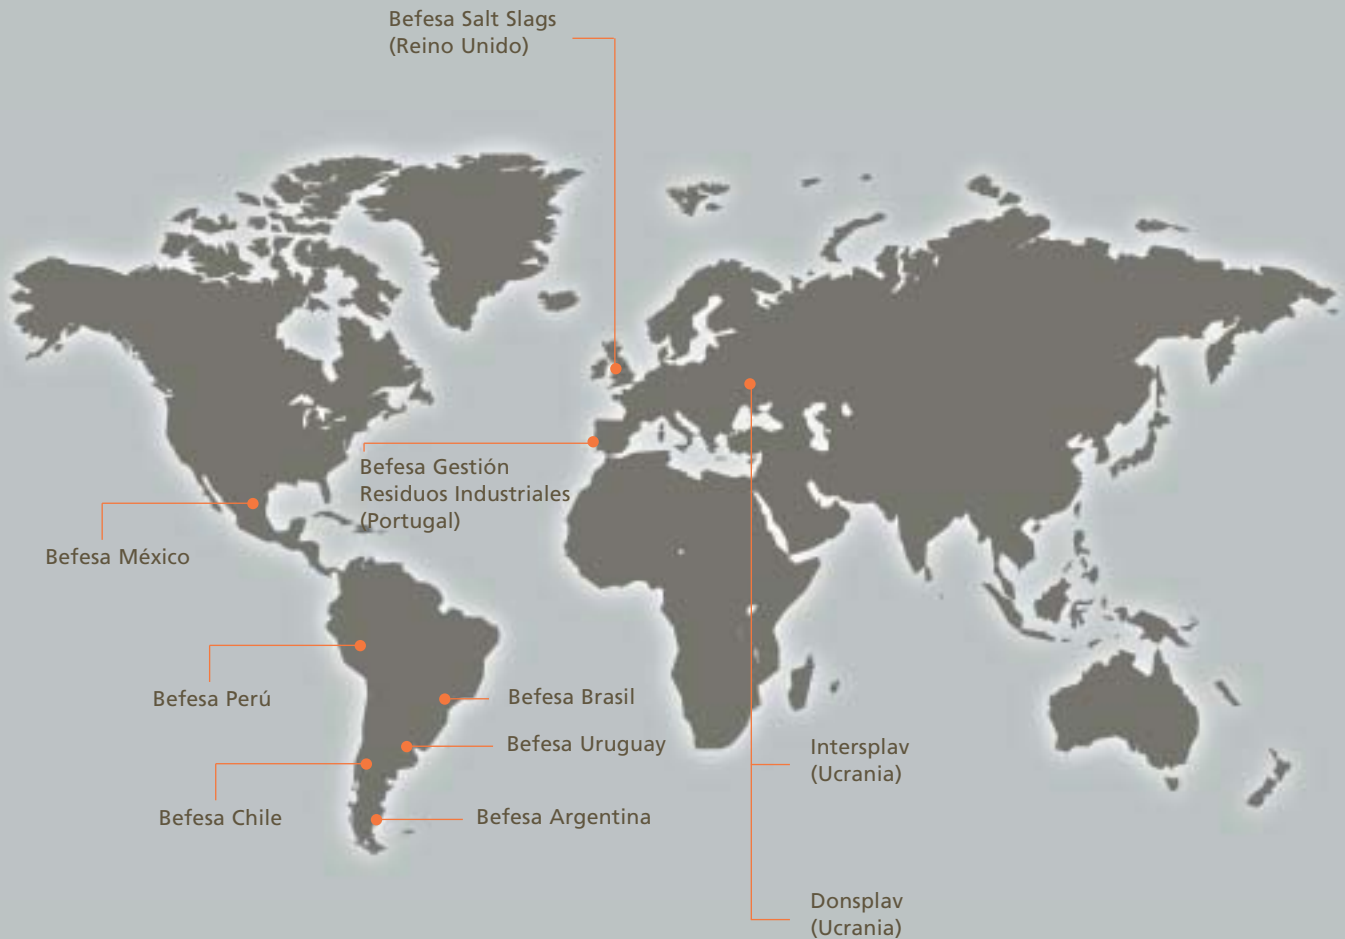 Befesa Salt Slags
(Reino Unido)
Befesa Gestión
Residuos Industriales
(Portugal)
Befesa México
Befesa Perú
Befesa Brasil
Befesa Uruguay
Intersplav
(Ucrania)
Befesa Chile
Befesa Argentina
Donsplav
(Ucrania)